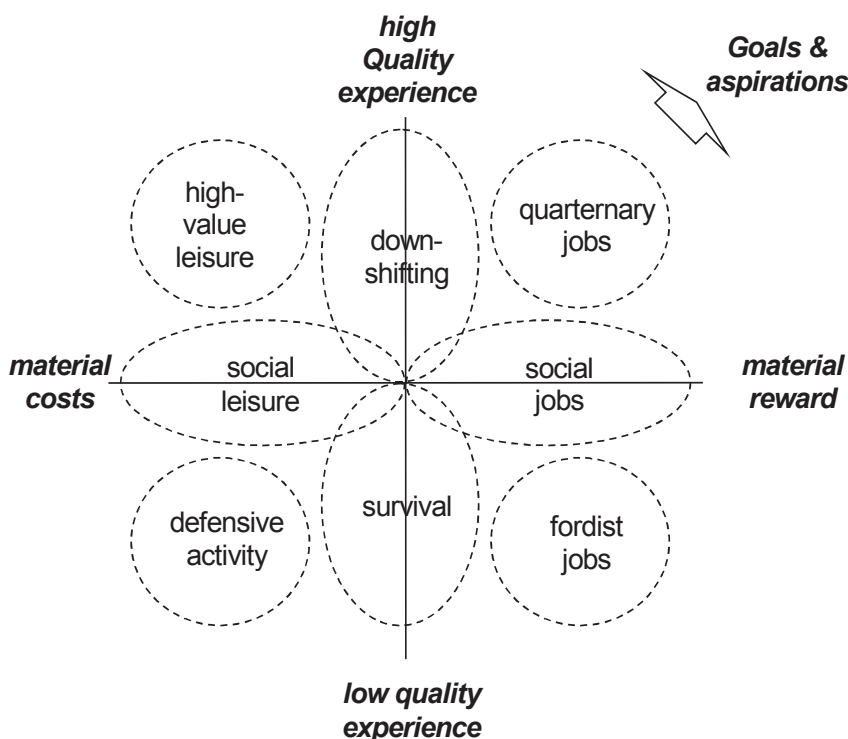 high
Quality
experience
Goals &
aspirations
high-
value
leisure
down-
shifting
quarternary
jobs
material
costs
social
leisure
social
jobs
material
reward
defensive
activity
survival
fordist
jobs
low quality
experience